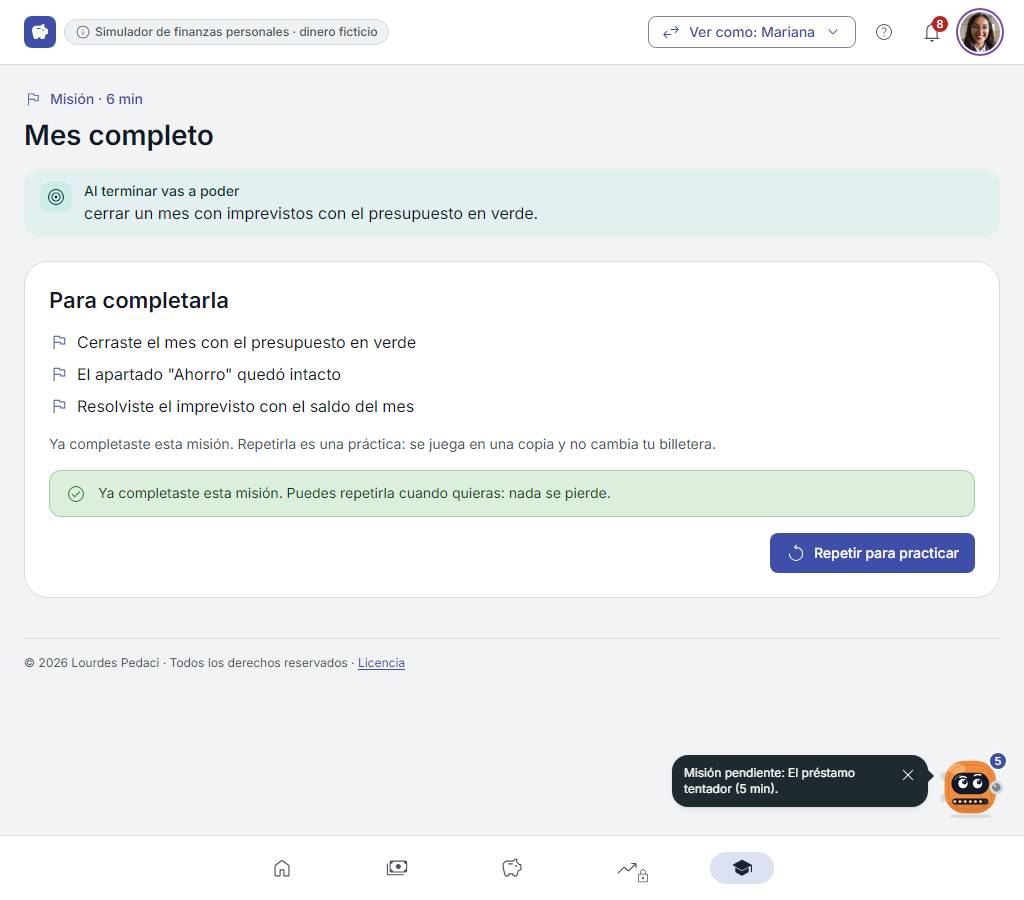 Simulador de finanzas personales · dinero ficticio
Ver como: Mariana
8
Misión · 6 min
Mes completo
Al terminar vas a poder
cerrar un mes con imprevistos con el presupuesto en verde.
Para completarla
Cerraste el mes con el presupuesto en verde
El apartado "Ahorro" quedó intacto
Resolviste el imprevisto con el saldo del mes
Ya completaste esta misión. Repetirla es una práctica: se juega en una copia y no cambia tu billetera.
Ya completaste esta misión. Puedes repetirla cuando quieras: nada se pierde.
Repetir para practicar
© 2026 Lourdes Pedaci · Todos los derechos reservados · Licencia
Misión pendiente: El préstamo
tentador (5 min).
5